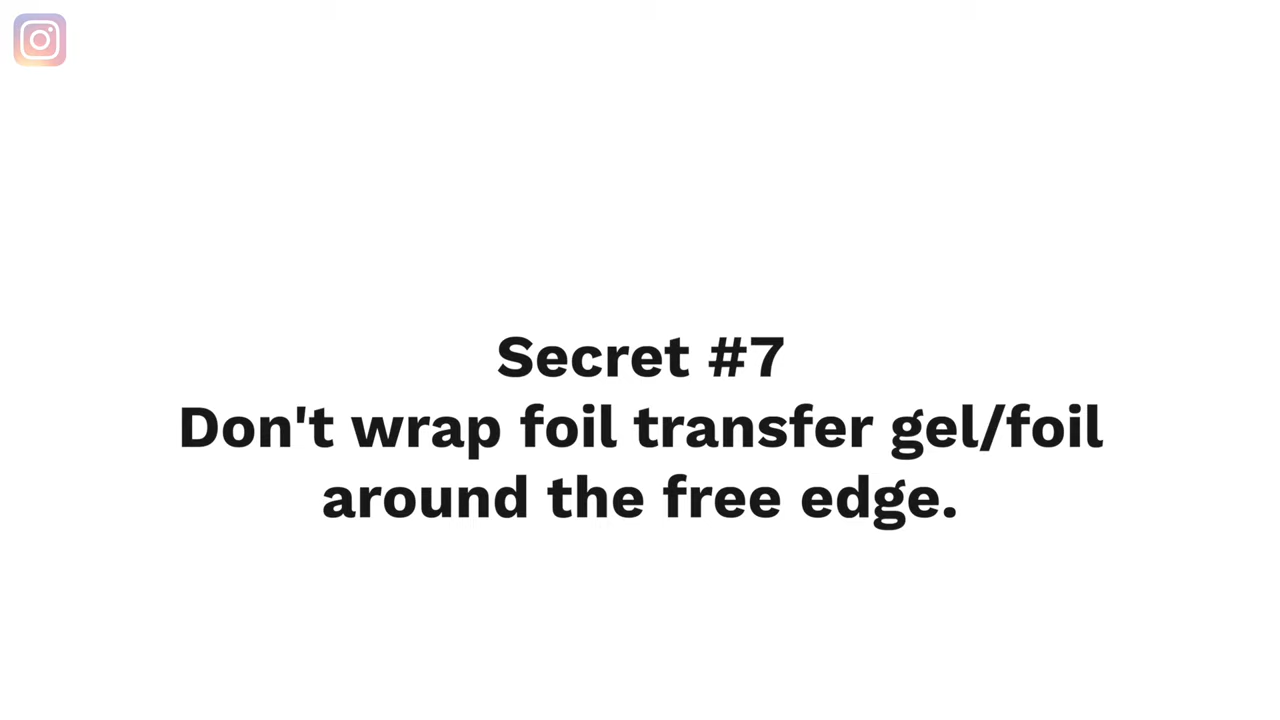 Secret #7
Don't wrap foil transfer gel/foil
around the free edge.